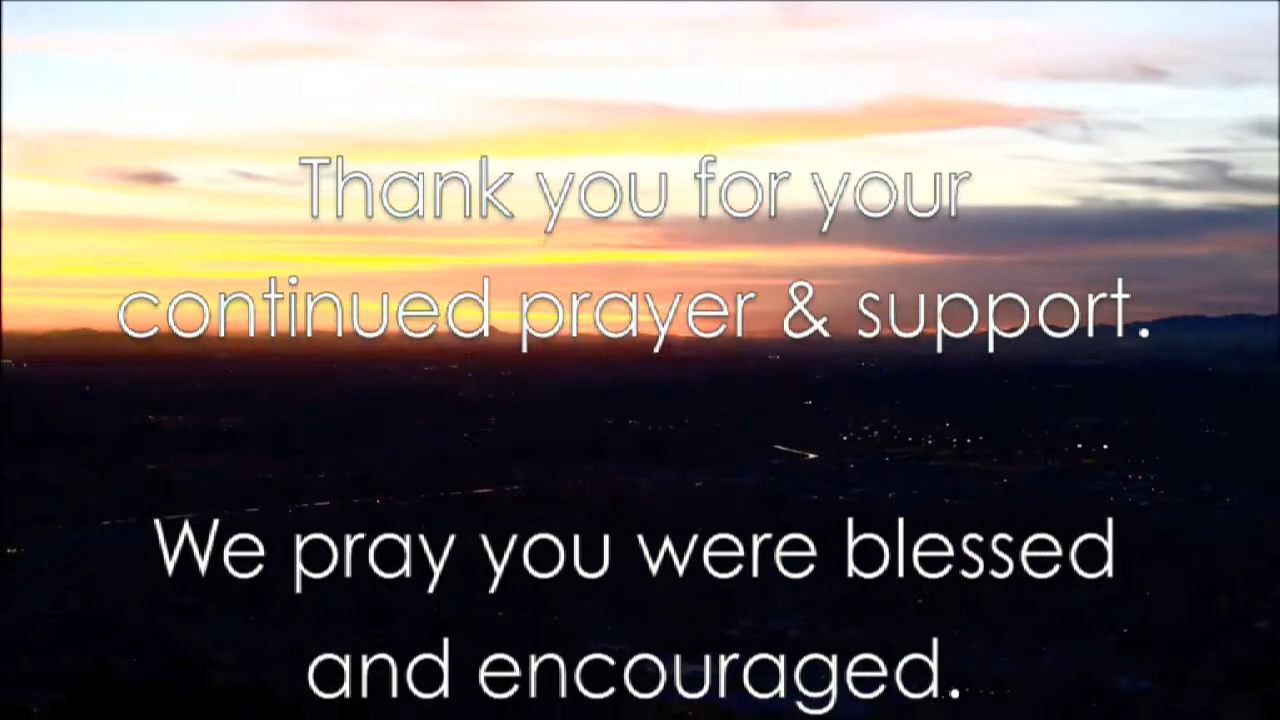 Thank you for your
continued prayer & support.
We pray you were blessed
and encouraged.